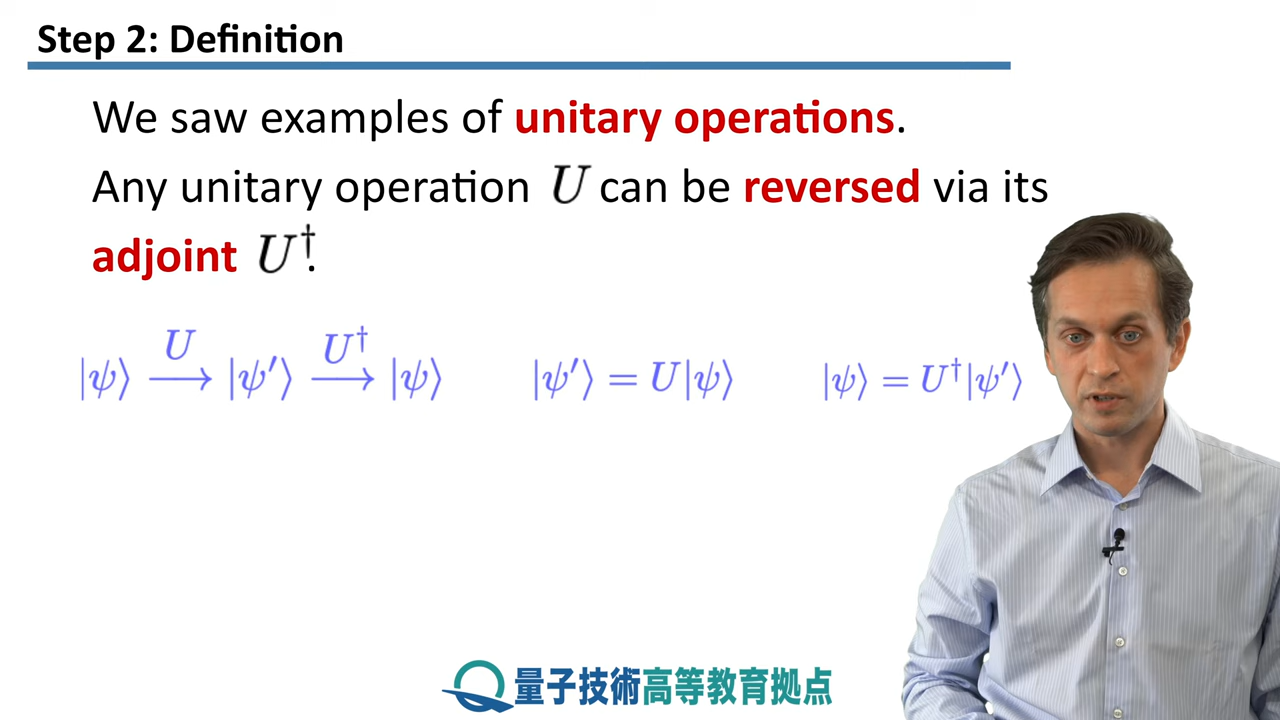 Step 2: Definition
We saw examples of unitary operations.
Any unitary operation U can be reversed via its
adjoint U†.
|ψ⟩ —U→ |ψ′⟩ —U†→ |ψ⟩ |ψ′⟩ = U|ψ⟩ |ψ⟩ = U†|ψ′⟩
量子技術高等教育拠点